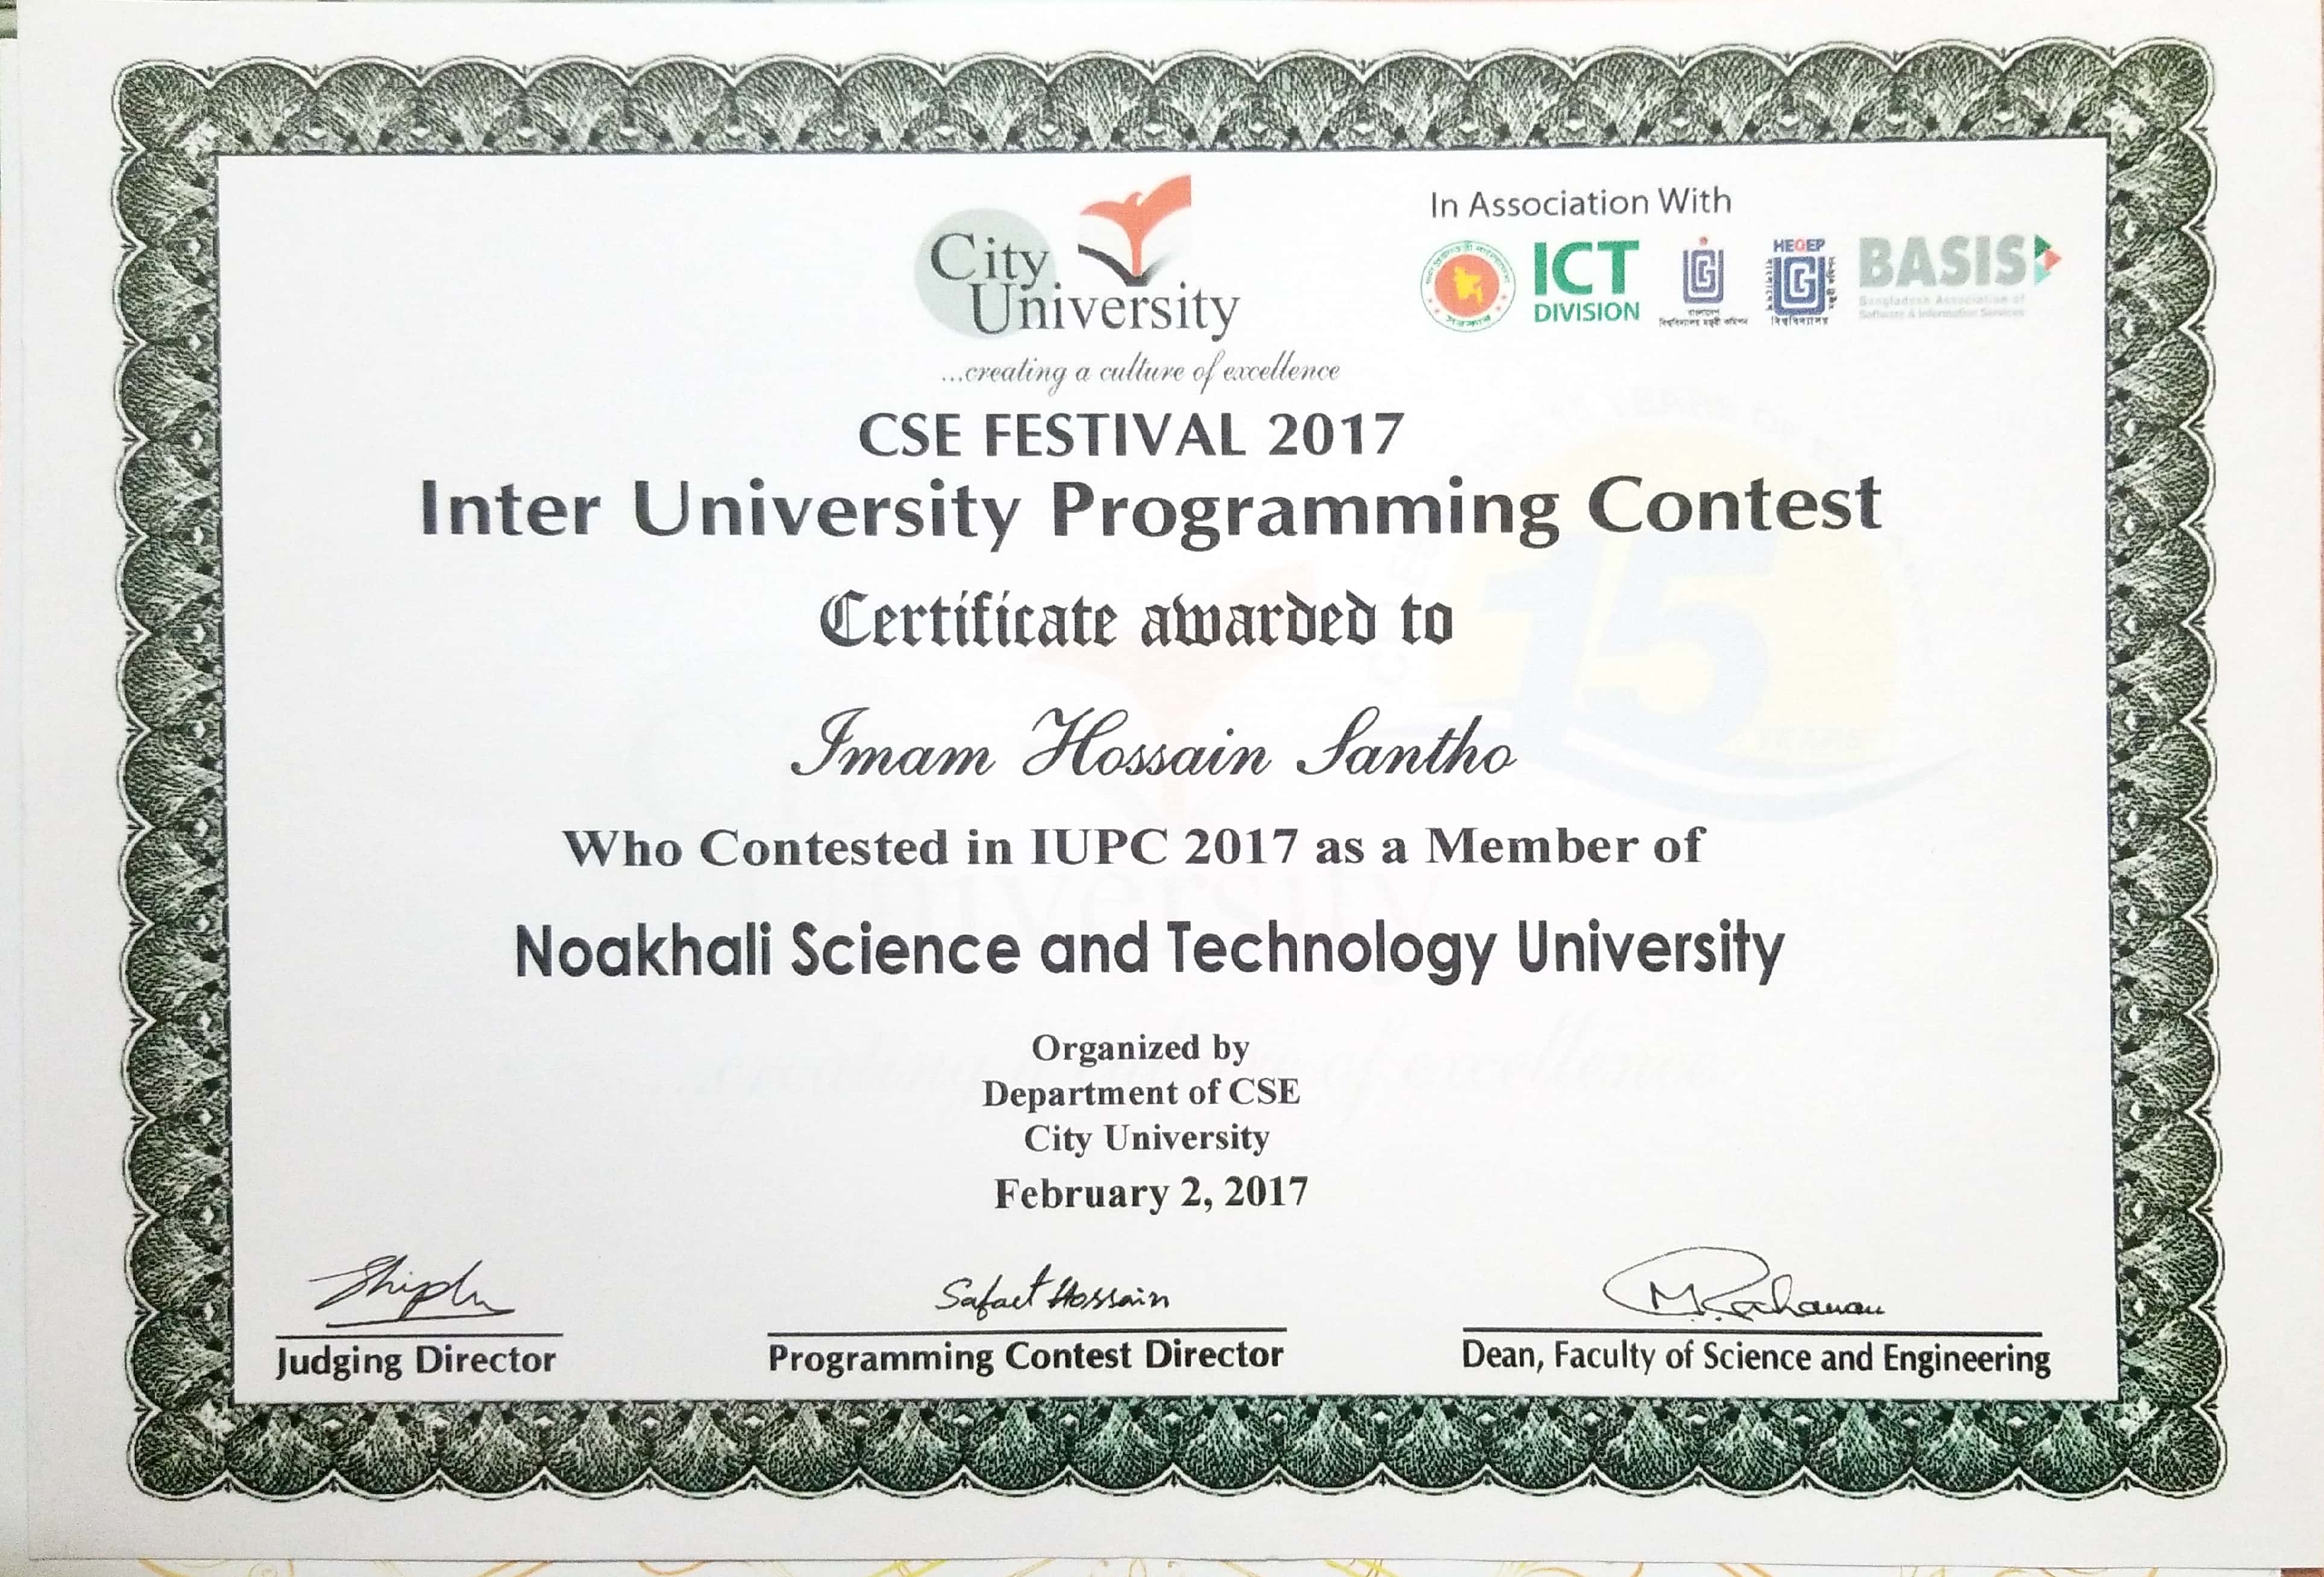 City
University
...creating a culture of excellence
In Association With
ICT
DIVISION
HEQEP
BASIS
Bangladesh Association of
Software & Information Services
CSE FESTIVAL 2017
Inter University Programming Contest
Certificate awarded to
Imam Hossain Santho
Who Contested in IUPC 2017 as a Member of
Noakhali Science and Technology University
Organized by
Department of CSE
City University
February 2, 2017
Safaet Hossain
Judging Director
Programming Contest Director
Dean, Faculty of Science and Engineering